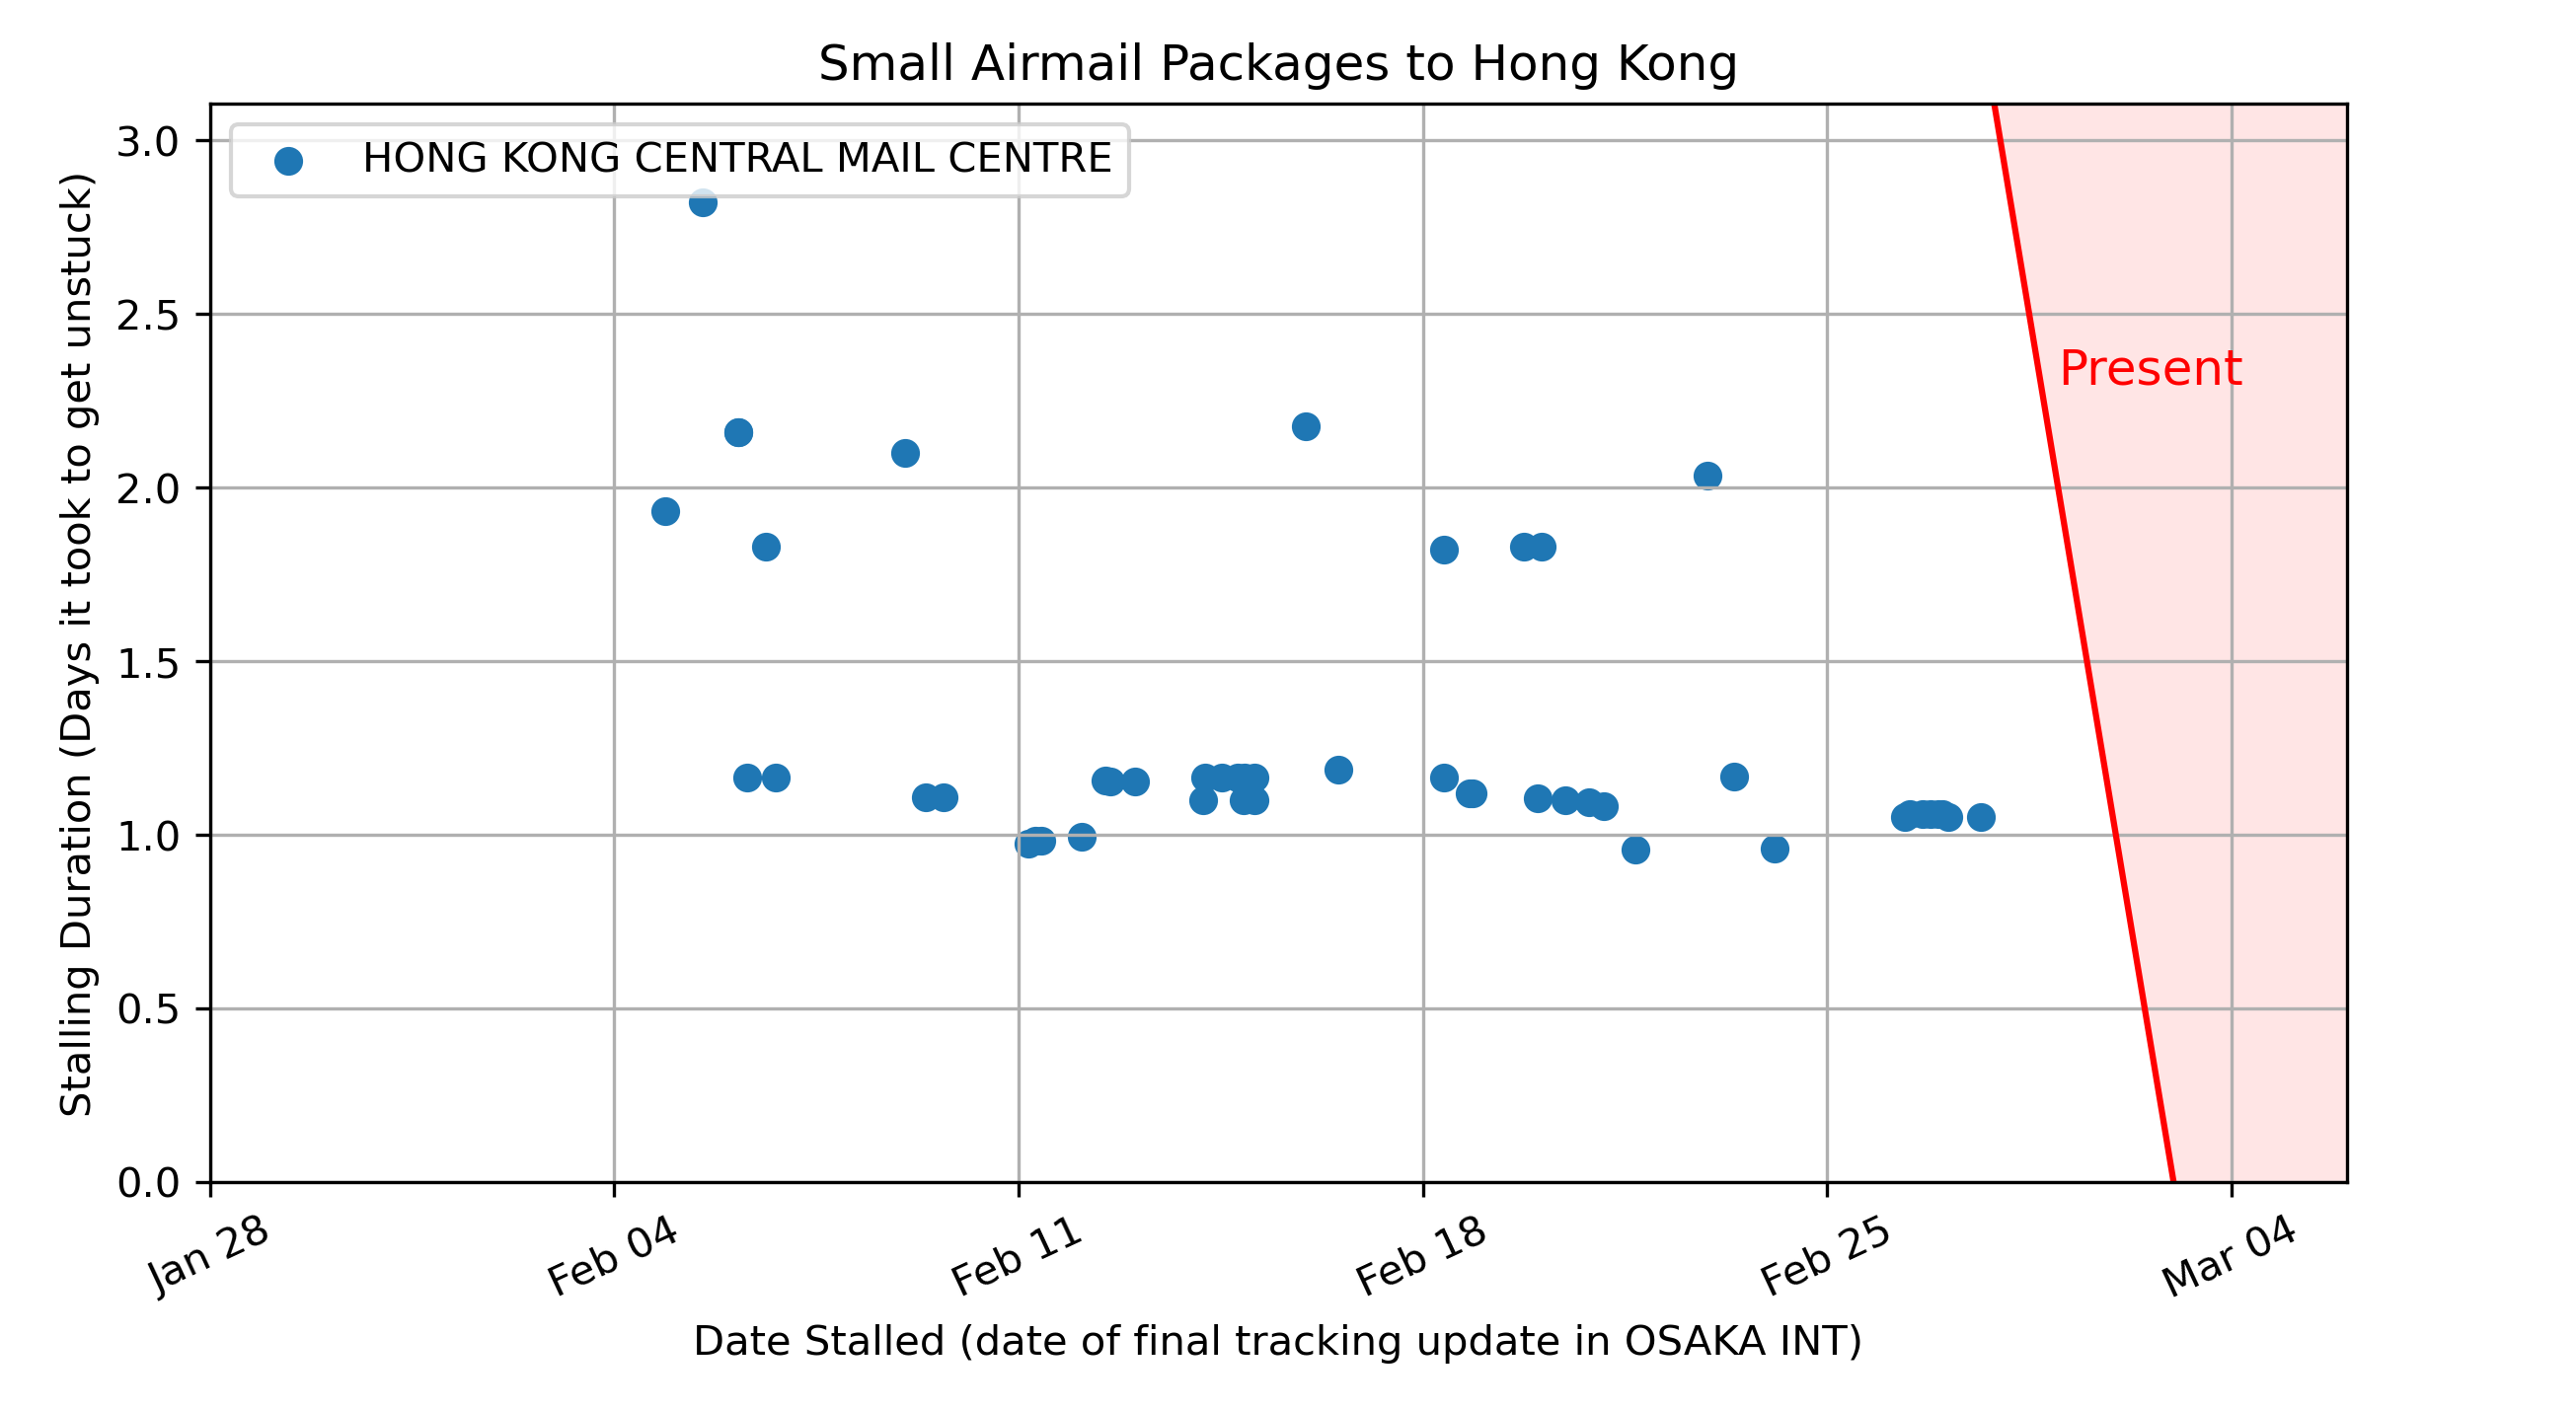 Small Airmail Packages to Hong Kong
HONG KONG CENTRAL MAIL CENTRE
Present
Stalling Duration (Days it took to get unstuck)
3.0
2.5
2.0
1.5
1.0
0.5
0.0
Jan 28
Feb 04
Feb 11
Feb 18
Feb 25
Mar 04
Date Stalled (date of final tracking update in OSAKA INT)